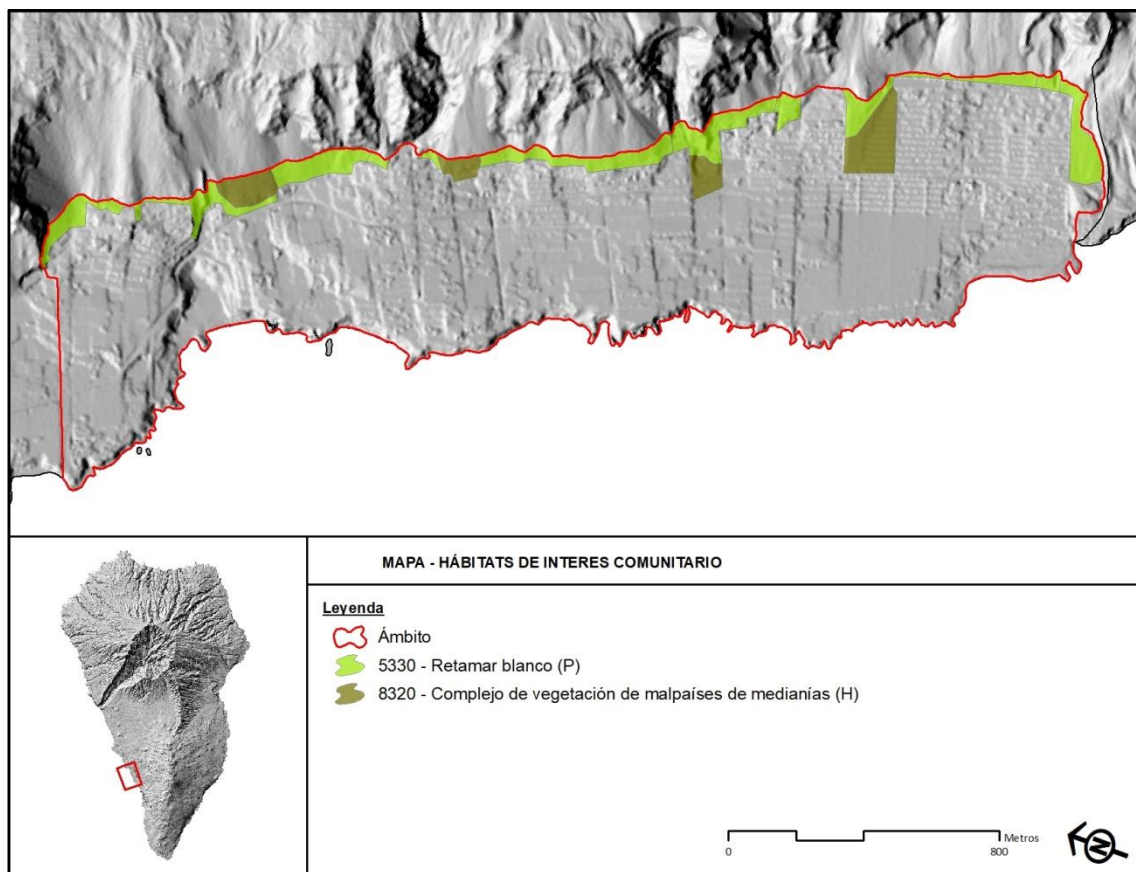 MAPA - HÁBITATS DE INTERES COMUNITARIO
Leyenda
Ámbito
5330 - Retamar blanco (P)
8320 - Complejo de vegetación de malpaíses de medianías (H)
Metros
0 800
N